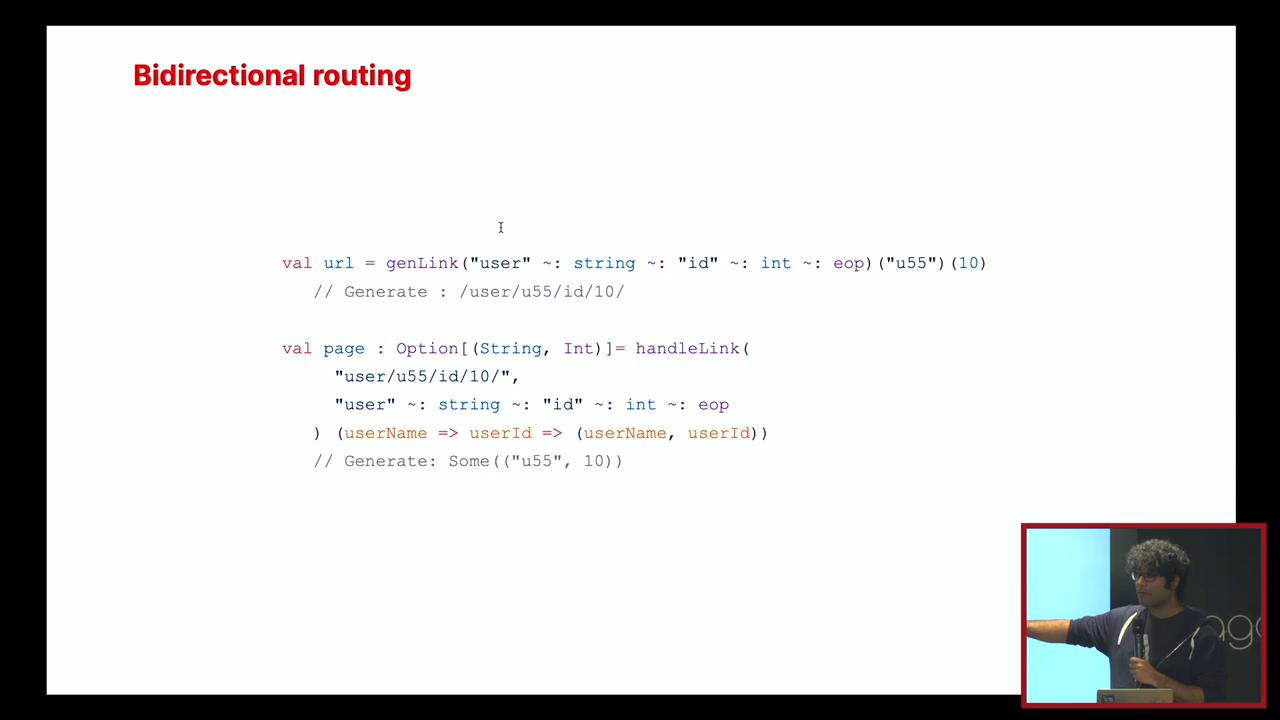 Bidirectional routing
val url = genLink("user" ~: string ~: "id" ~: int ~: eop)("u55")(10)
// Generate : /user/u55/id/10/
val page : Option[(String, Int)]= handleLink(
"user/u55/id/10/",
"user" ~: string ~: "id" ~: int ~: eop
) (userName => userId => (userName, userId))
// Generate: Some(("u55", 10))